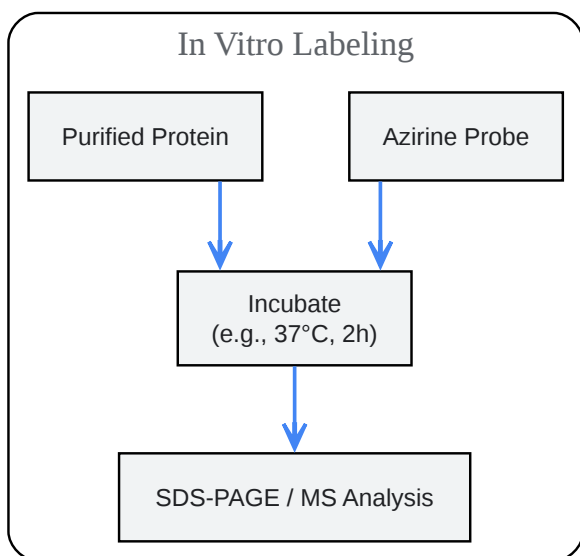 In Vitro Labeling
Purified Protein
Azirine Probe
Incubate
(e.g., 37°C, 2h)
SDS-PAGE / MS Analysis